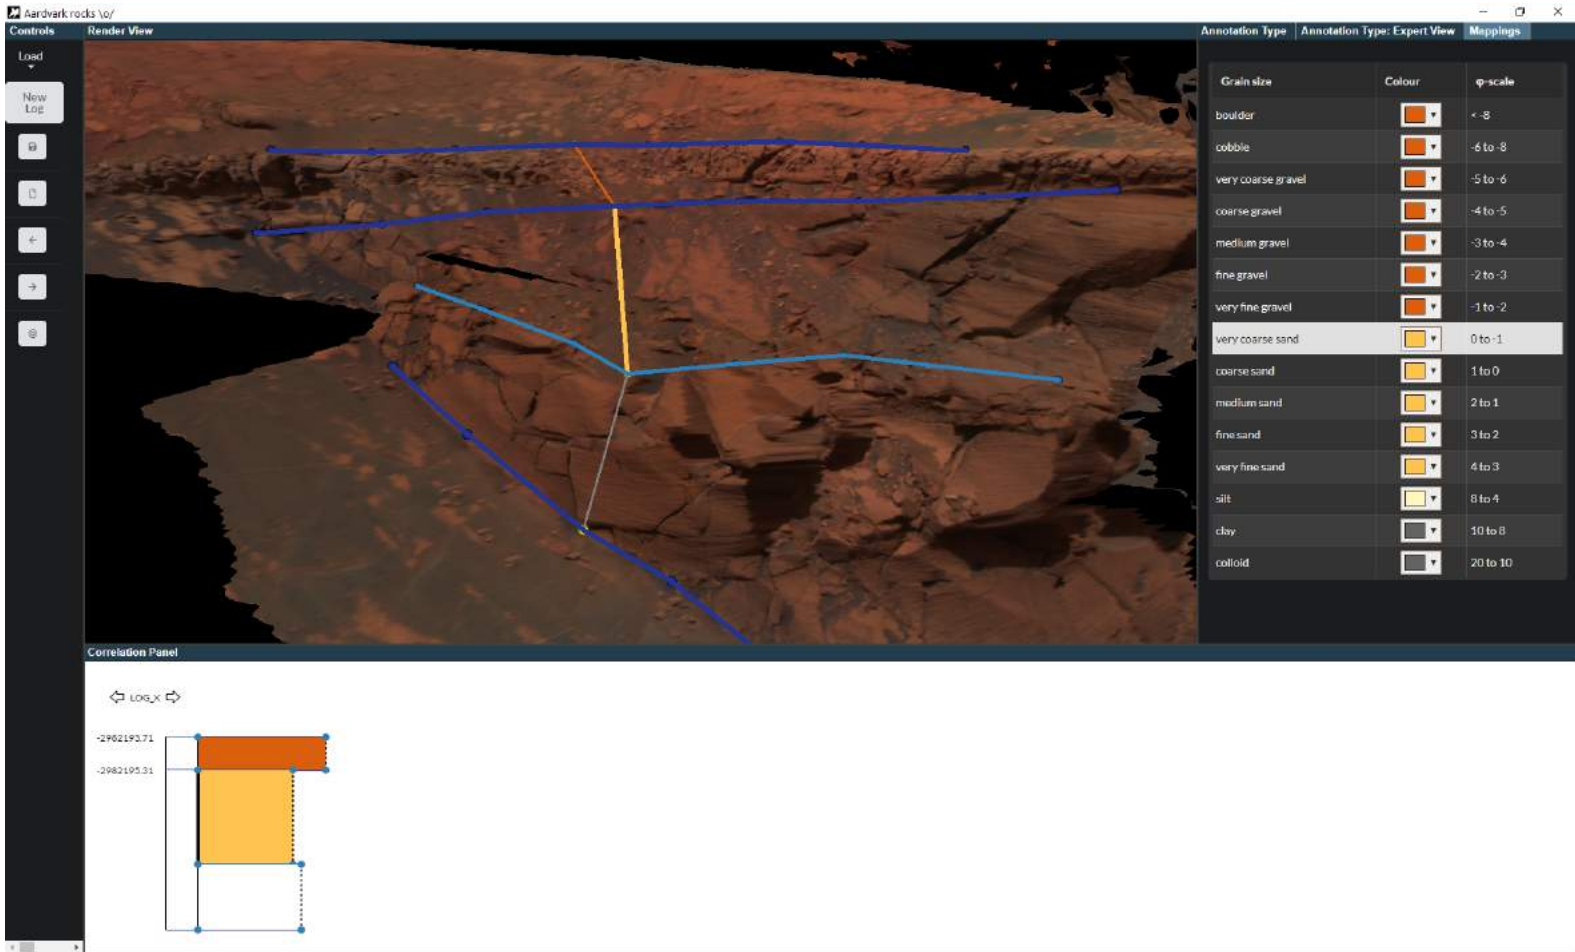 Aardvark rocks \o/
Controls
Render View
Annotation Type
Annotation Type: Expert View
Mappings
Load
New
Log
Grain size Colour φ-scale
boulder < -8
cobble -6 to -8
very coarse gravel -5 to -6
coarse gravel -4 to -5
medium gravel -3 to -4
fine gravel -2 to -3
very fine gravel -1 to -2
very coarse sand 0 to -1
coarse sand 1 to 0
medium sand 2 to 1
fine sand 3 to 2
very fine sand 4 to 3
silt 8 to 4
clay 10 to 8
colloid 20 to 10
Correlation Panel
LOG_X
-2982193.71
-2982195.31